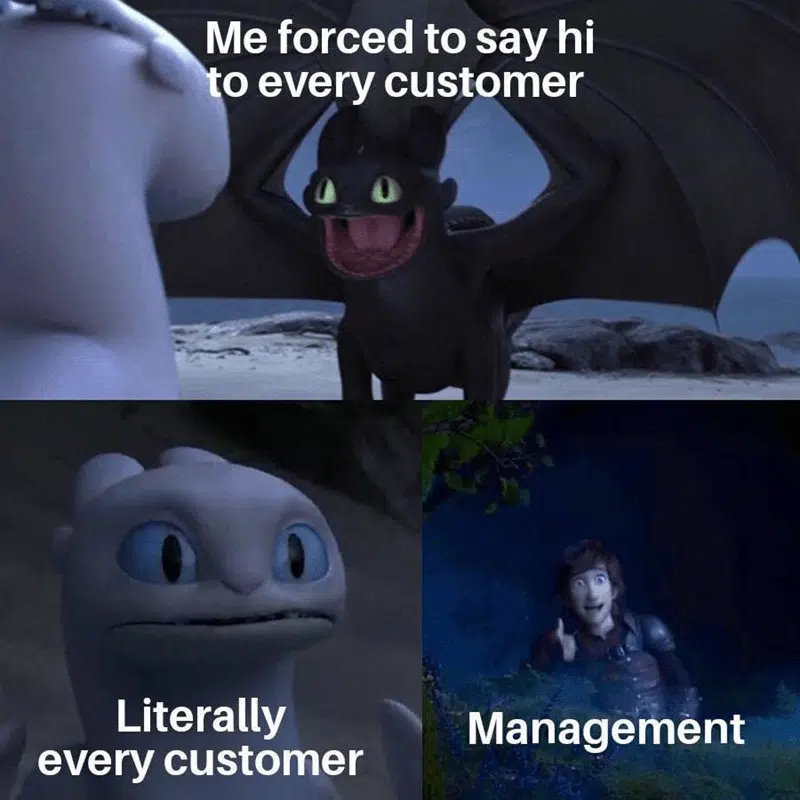 Me forced to say hi
to every customer
Literally
every customer
Management